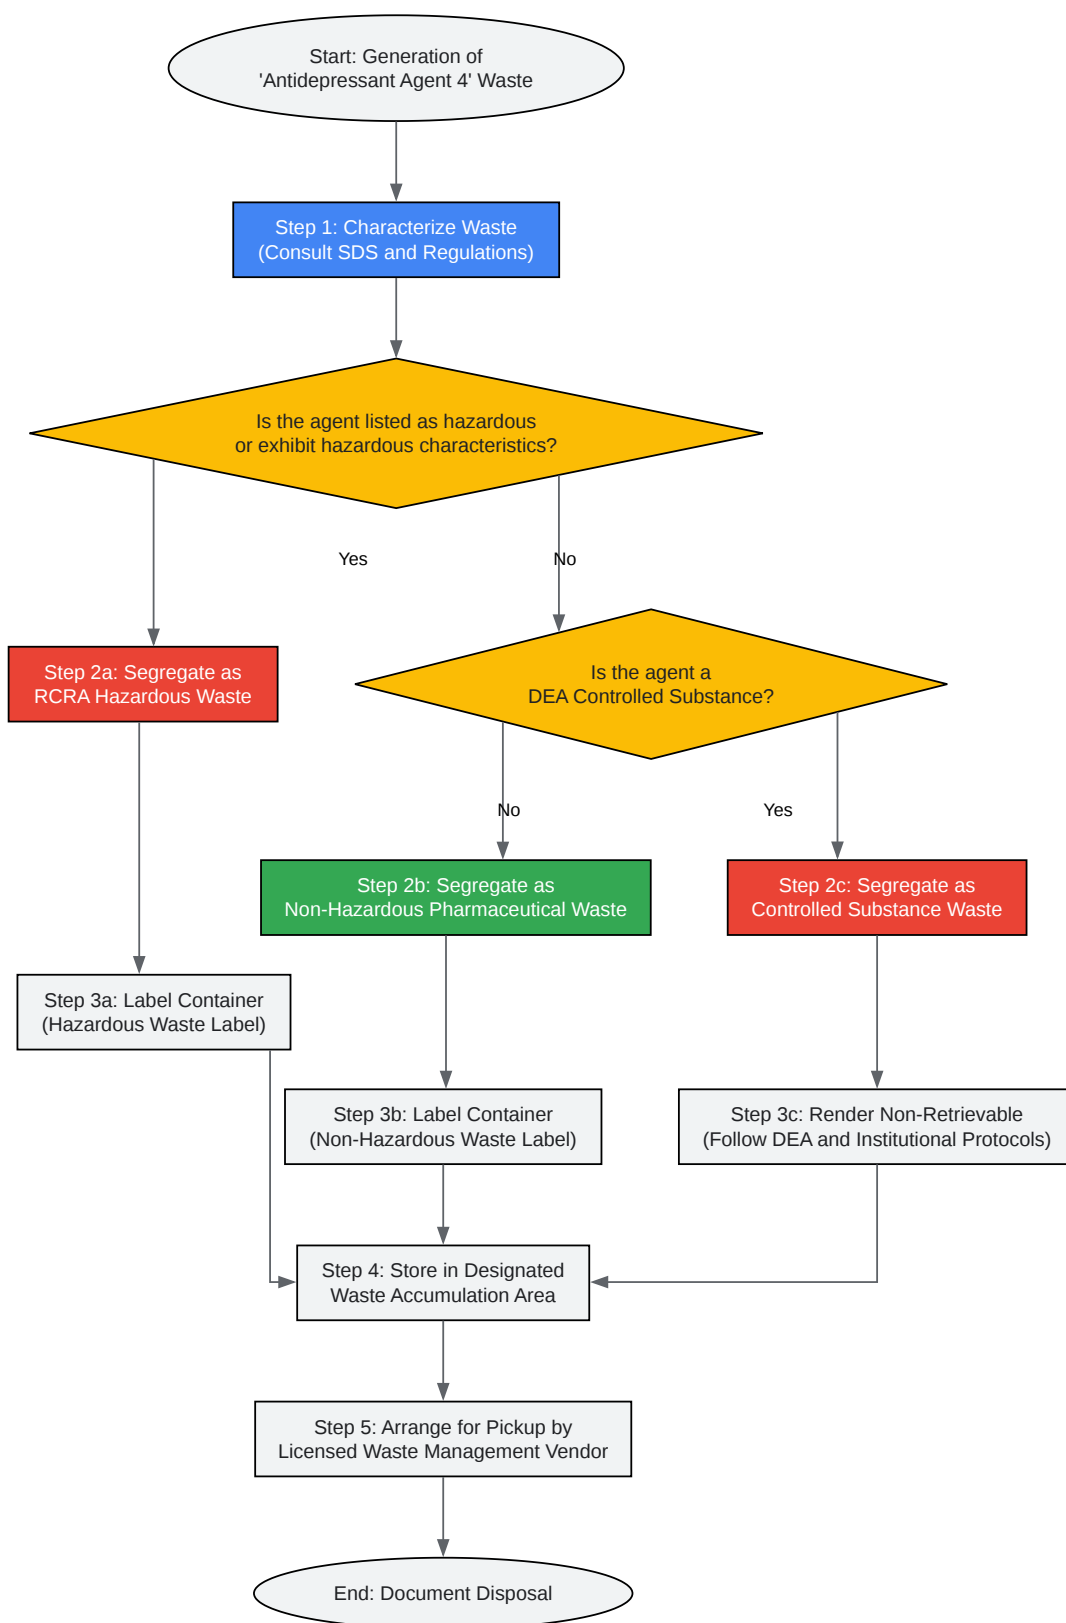 Start: Generation of
'Antidepressant Agent 4' Waste
Step 1: Characterize Waste
(Consult SDS and Regulations)
Is the agent listed as hazardous
or exhibit hazardous characteristics?
Yes
No
Step 2a: Segregate as
RCRA Hazardous Waste
Is the agent a
DEA Controlled Substance?
No
Yes
Step 2b: Segregate as
Non-Hazardous Pharmaceutical Waste
Step 2c: Segregate as
Controlled Substance Waste
Step 3a: Label Container
(Hazardous Waste Label)
Step 3b: Label Container
(Non-Hazardous Waste Label)
Step 3c: Render Non-Retrievable
(Follow DEA and Institutional Protocols)
Step 4: Store in Designated
Waste Accumulation Area
Step 5: Arrange for Pickup by
Licensed Waste Management Vendor
End: Document Disposal